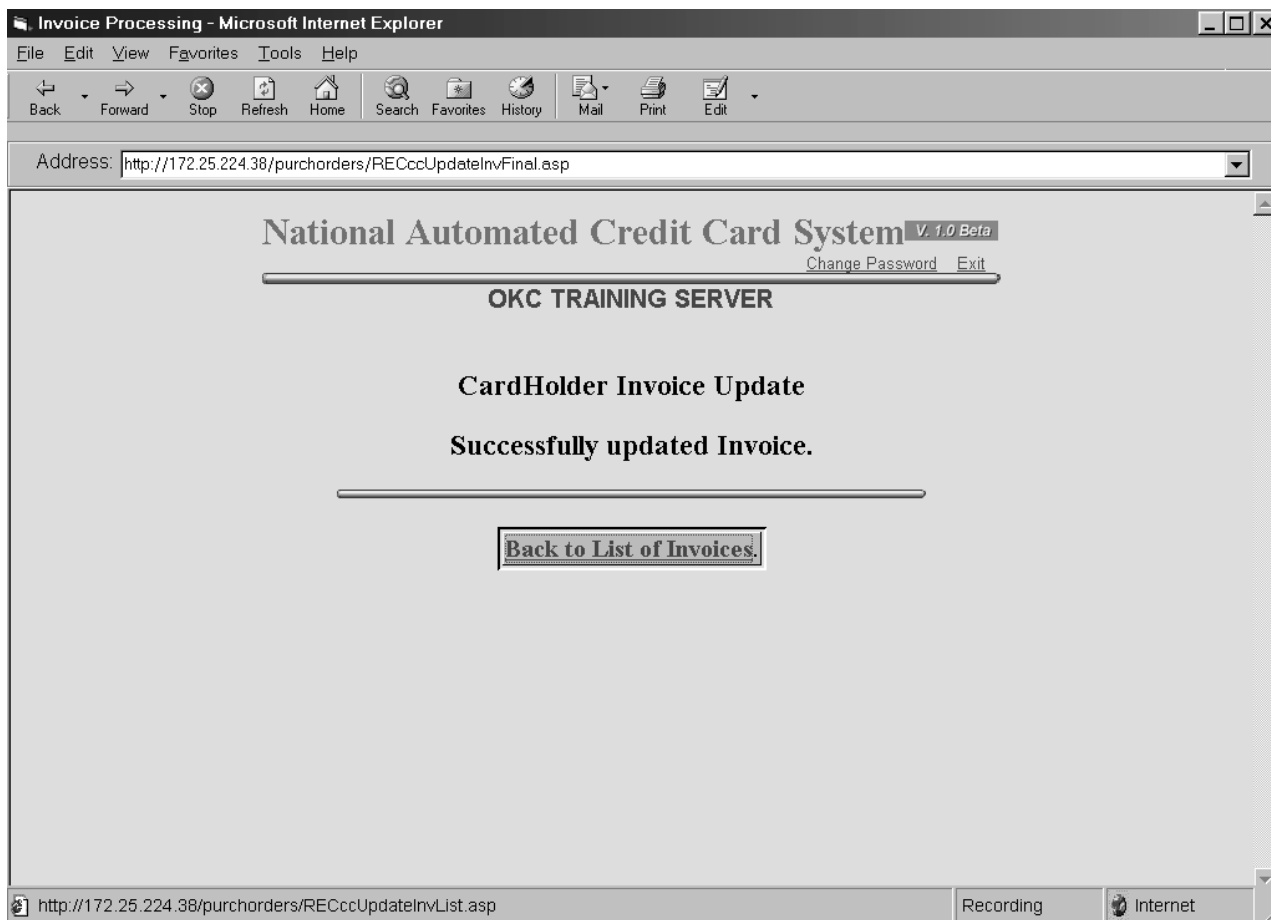 Invoice Processing - Microsoft Internet Explorer
File Edit View Favorites Tools Help
Back Forward Stop Refresh Home Search Favorites History Mail Print Edit
Address: http://172.25.224.38/purchorders/RECccUpdateInvFinal.asp
National Automated Credit Card System V. 1.0 Beta
Change Password Exit
OKC TRAINING SERVER
CardHolder Invoice Update
Successfully updated Invoice.
Back to List of Invoices.
http://172.25.224.38/purchorders/RECccUpdateInvList.asp Recording Internet